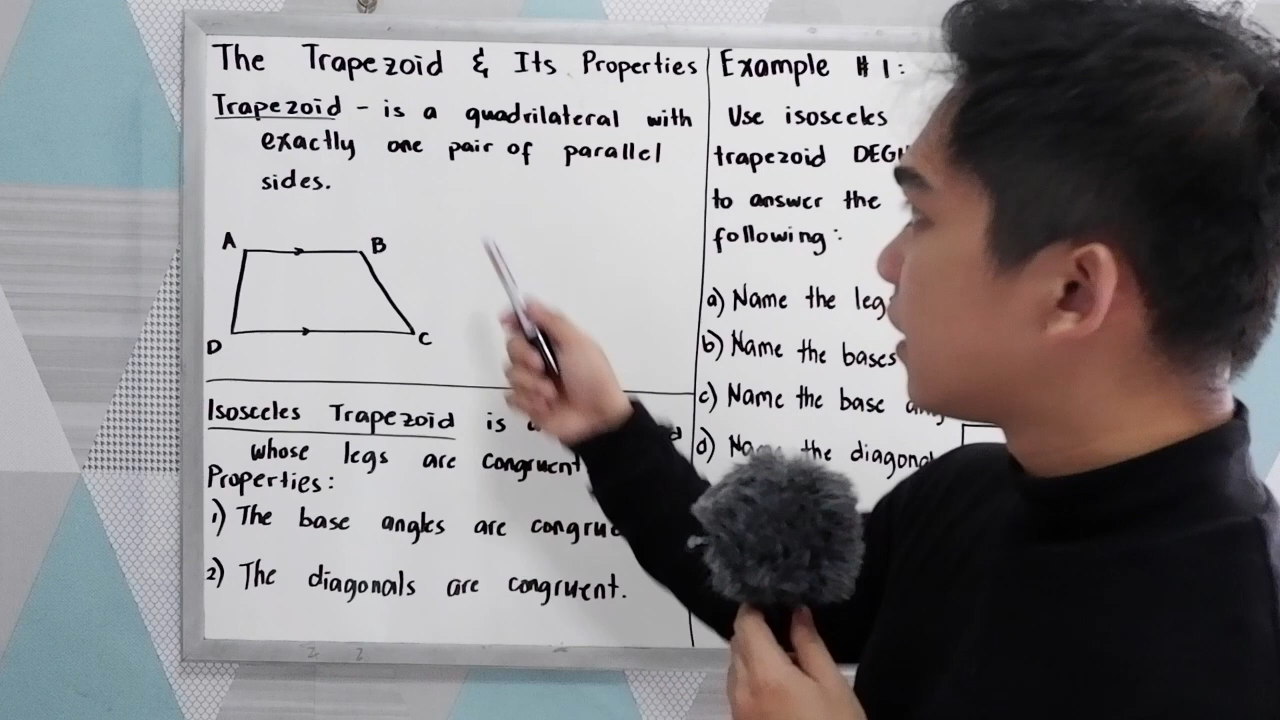 The Trapezoid & Its Properties
Trapezoid - is a quadrilateral with
exactly one pair of parallel
sides.
A B
D C
Isosceles Trapezoid is
whose legs are congruent
Properties:
1) The base angles are
2) The diagonals are congruent.
Example #1:
Use isosceles
trapezoid
to answer the
following:
a) Name the
b) Name the bases
c) Name the base
d) the